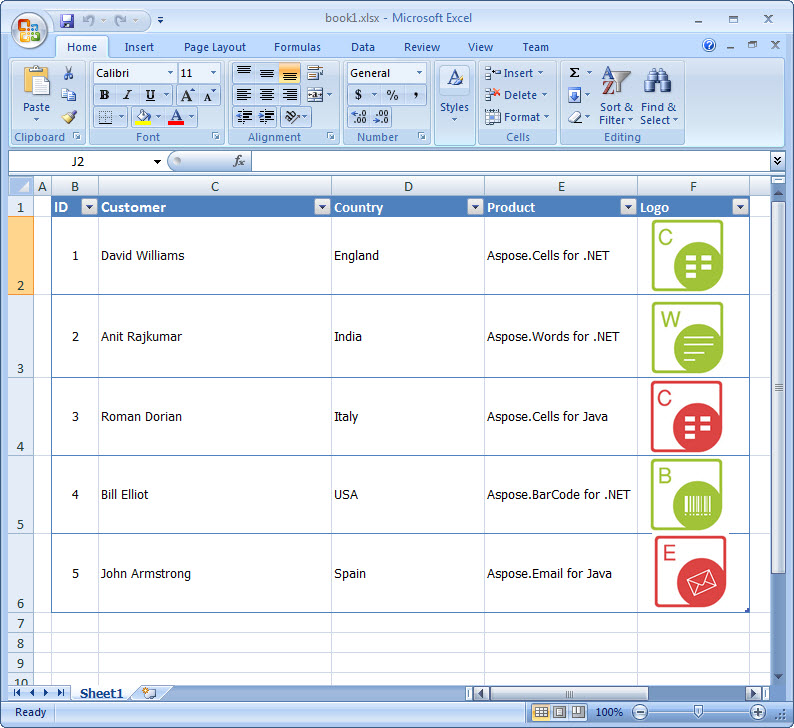 book1.xlsx - Microsoft Excel
Home Insert Page Layout Formulas Data Review View Team
Calibri 11 General Insert Σ
Paste B I U A A $ % , Styles Delete Sort & Find &
A .00 .00 Format Filter Select
Clipboard Font Alignment Number Cells Editing
J2 fx
A B C D E F
1 ID Customer Country Product Logo
C
2 1 David Williams England Aspose.Cells for .NET
W
3 2 Anit Rajkumar India Aspose.Words for .NET
C
4 3 Roman Dorian Italy Aspose.Cells for Java
B
5 4 Bill Elliot USA Aspose.BarCode for .NET
E
6 5 John Armstrong Spain Aspose.Email for Java
7
8
9
10
Sheet1
Ready 100%